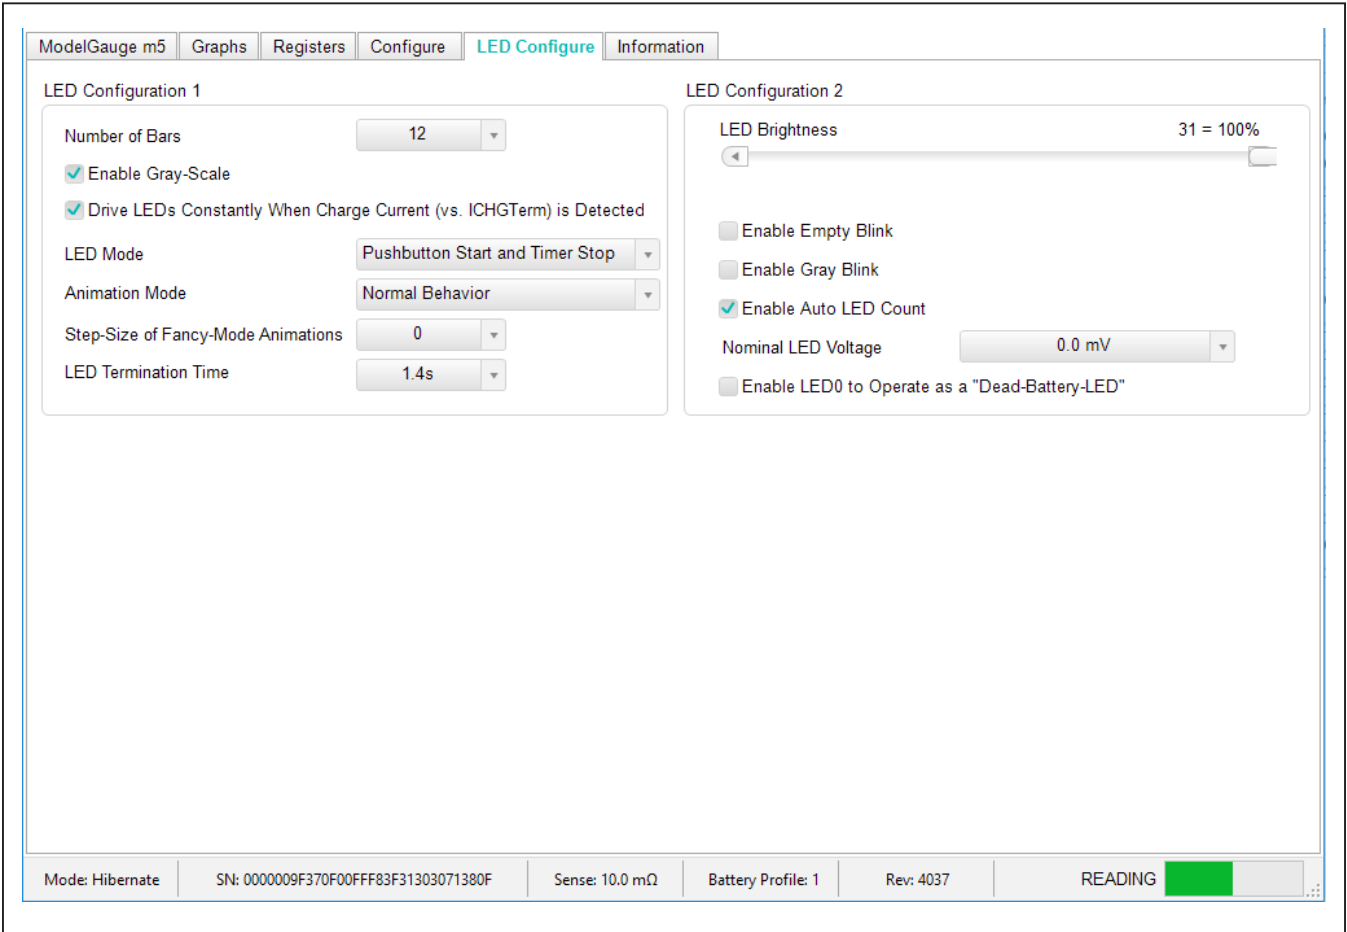 ModelGauge m5 Graphs Registers Configure LED Configure Information
LED Configuration 1
Number of Bars 12
Enable Gray-Scale
Drive LEDs Constantly When Charge Current (vs. ICHGTerm) is Detected
LED Mode Pushbutton Start and Timer Stop
Animation Mode Normal Behavior
Step-Size of Fancy-Mode Animations 0
LED Termination Time 1.4s
LED Configuration 2
LED Brightness 31 = 100%
Enable Empty Blink
Enable Gray Blink
Enable Auto LED Count
Nominal LED Voltage 0.0 mV
Enable LED0 to Operate as a "Dead-Battery-LED"
Mode: Hibernate SN: 0000009F370F00FFF83F31303071380F Sense: 10.0 mΩ Battery Profile: 1 Rev: 4037 READING